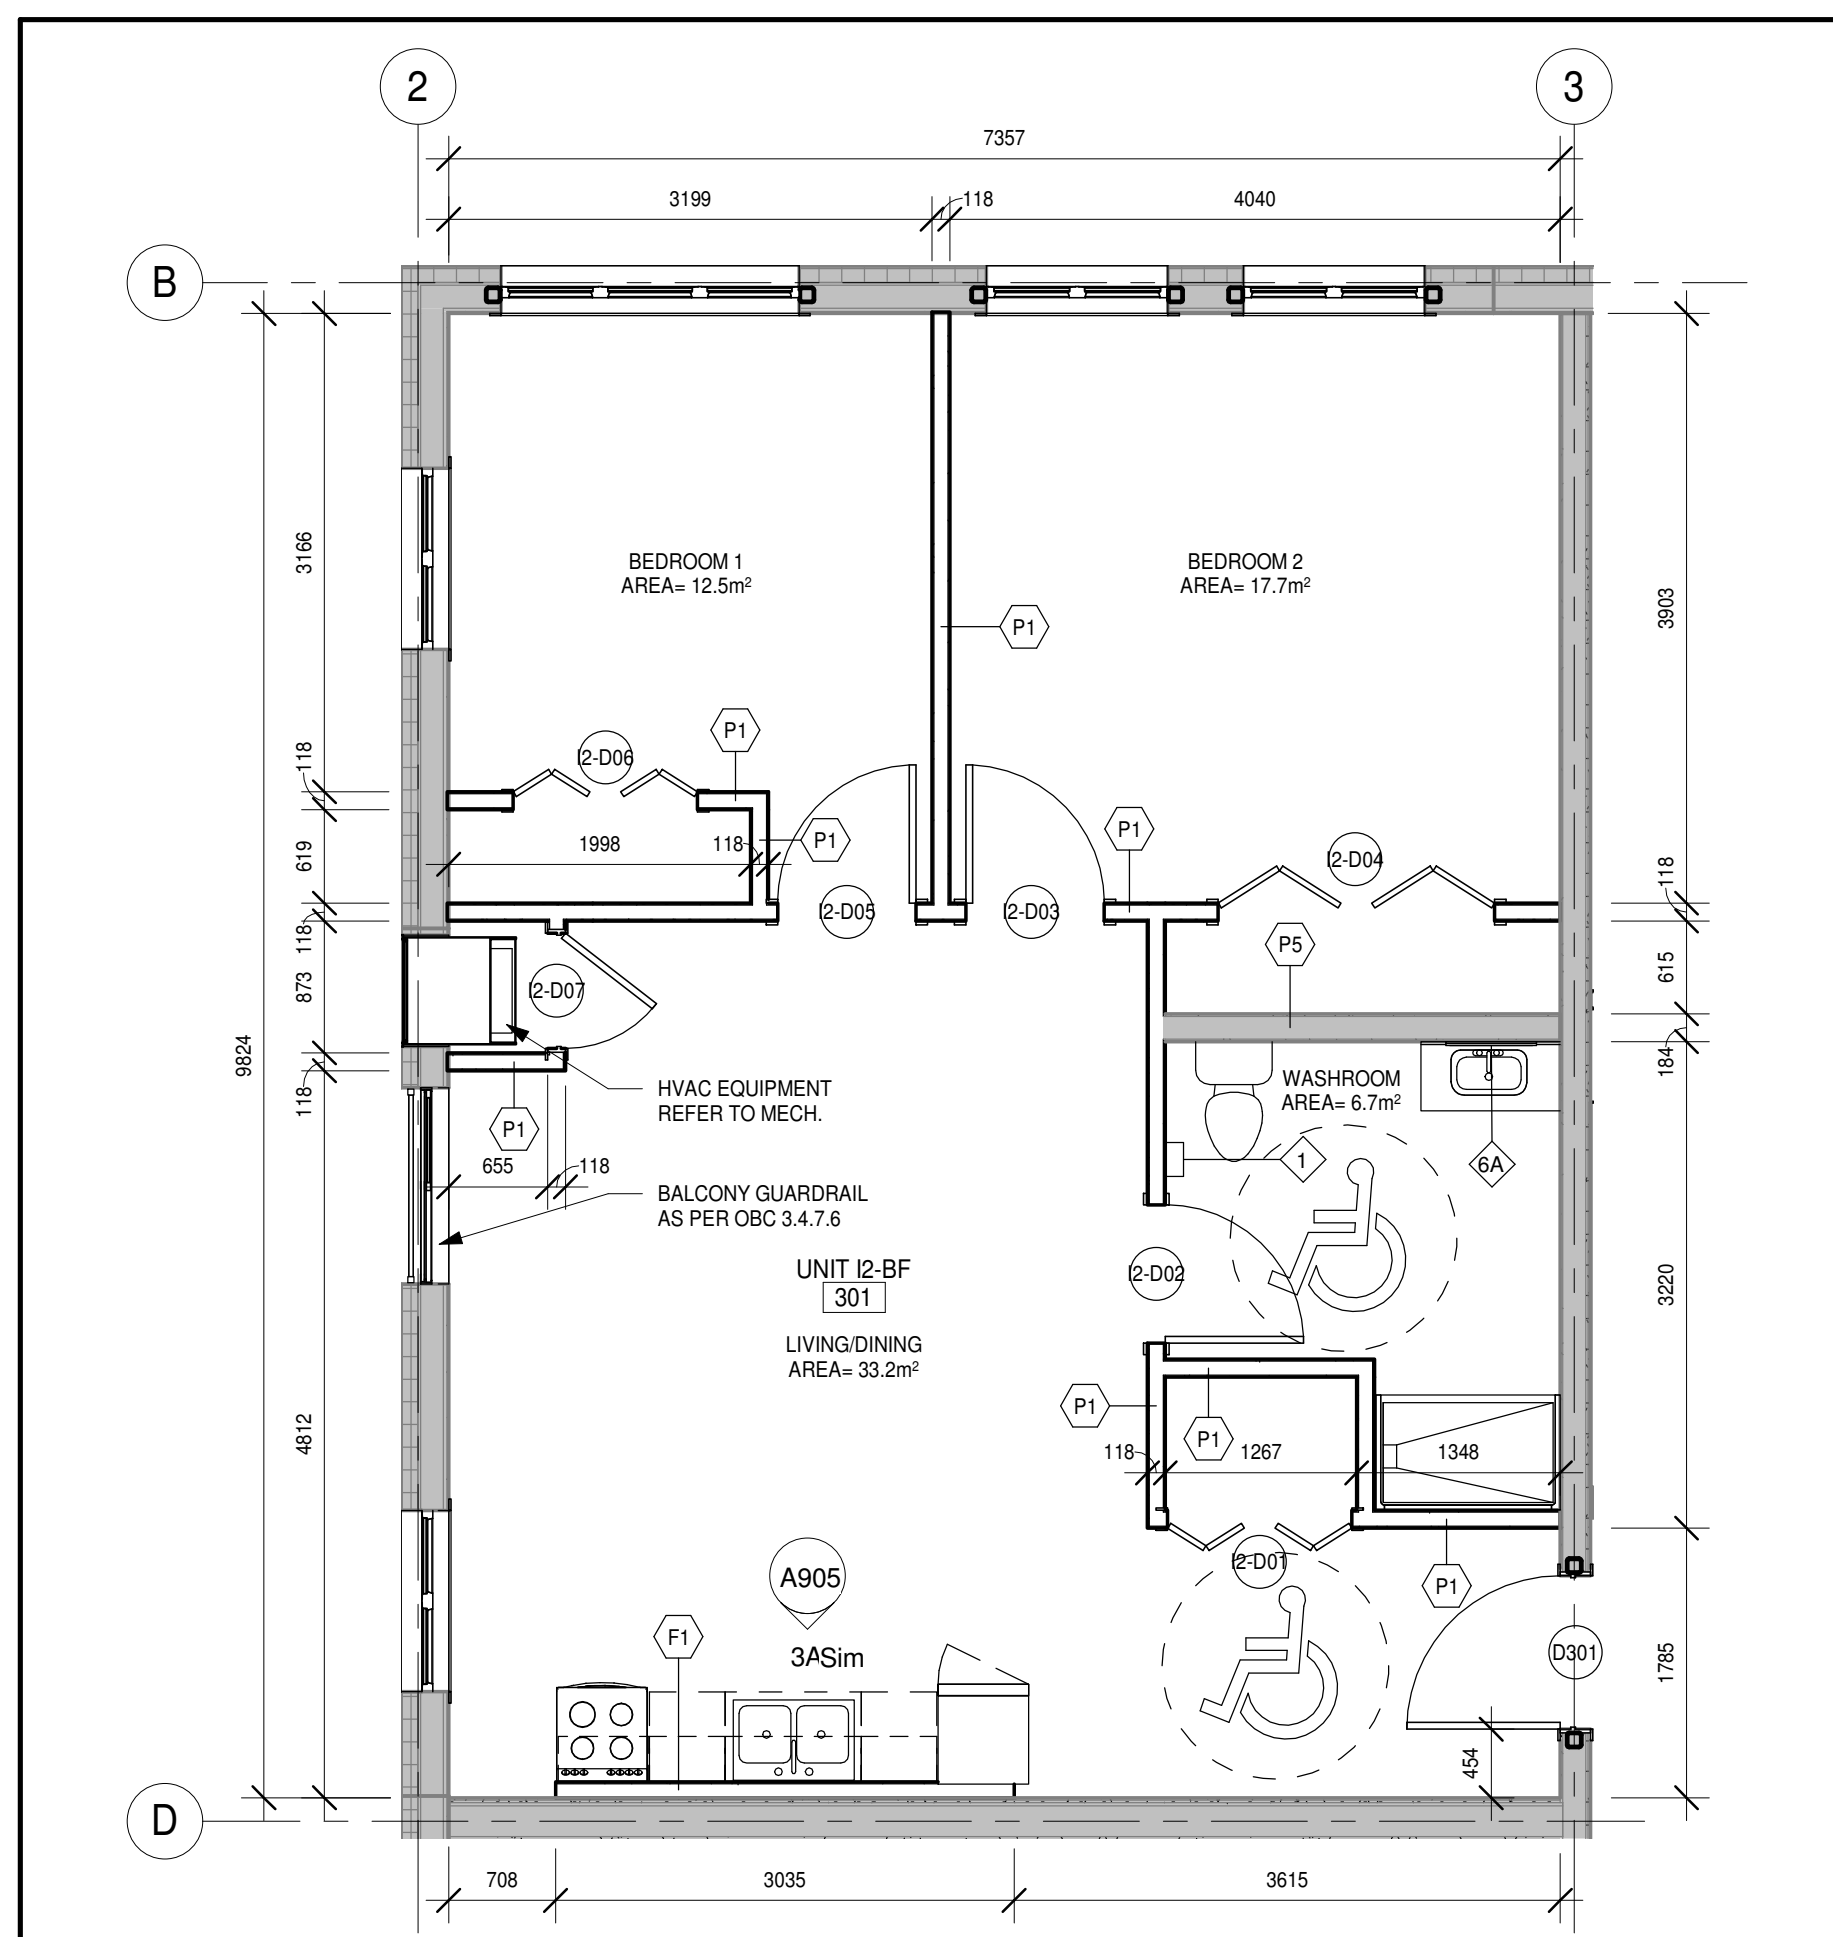 2
3
7357
3199
118
4040
B
3166
BEDROOM 1
AREA= 12.5m²
BEDROOM 2
AREA= 17.7m²
3903
P1
118
I2-D06
P1
P1
1998
118
P1
I2-D04
619
118
I2-D05
I2-D03
118
P5
615
873
I2-D07
9824
184
118
HVAC EQUIPMENT
REFER TO MECH.
WASHROOM
AREA= 6.7m²
P1
1
6A
655
118
BALCONY GUARDRAIL
AS PER OBC 3.4.7.6
UNIT I2-BF
301
I2-D02
3220
LIVING/DINING
AREA= 33.2m²
4812
P1
P1
118
1267
1348
I2-D01
A905
P1
F1
3A
Sim
D301
1785
454
D
708
3035
3615